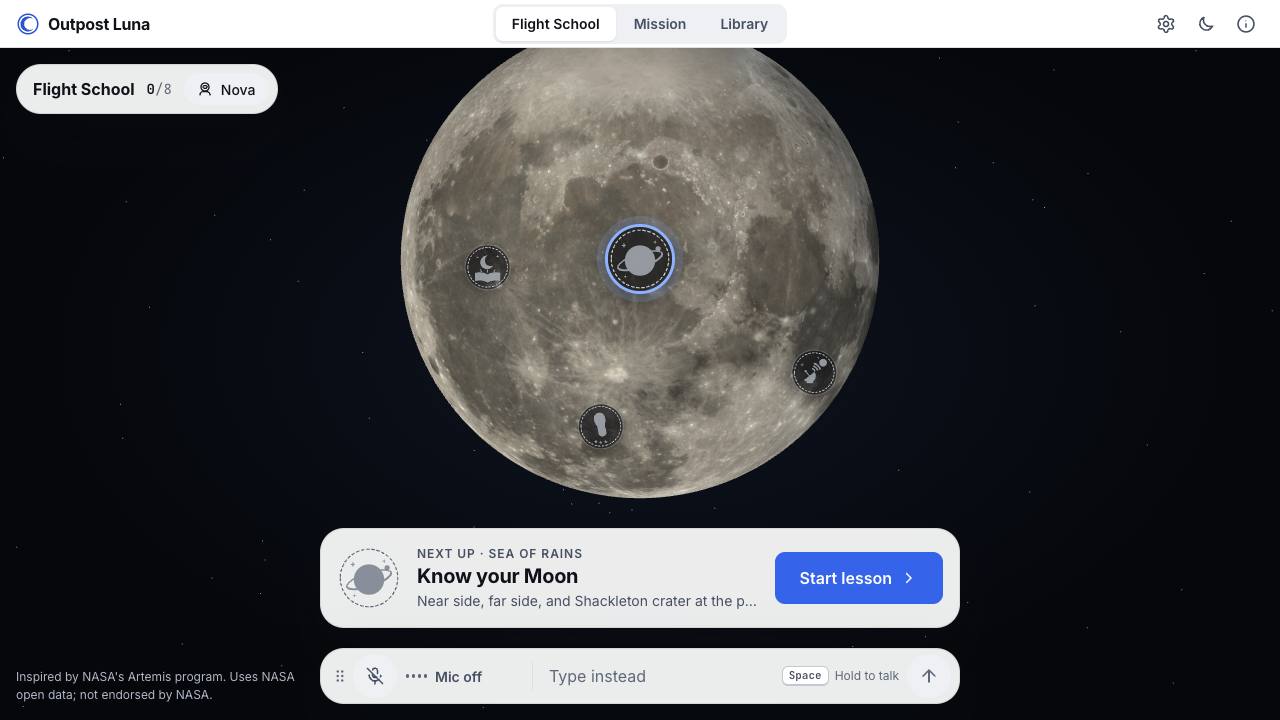 Outpost Luna
Flight School
Mission
Library
Flight School 0/8 Nova
NEXT UP · SEA OF RAINS
Know your Moon
Near side, far side, and Shackleton crater at the p...
Start lesson
Mic off
Type instead
Space Hold to talk
Inspired by NASA's Artemis program. Uses NASA
open data; not endorsed by NASA.